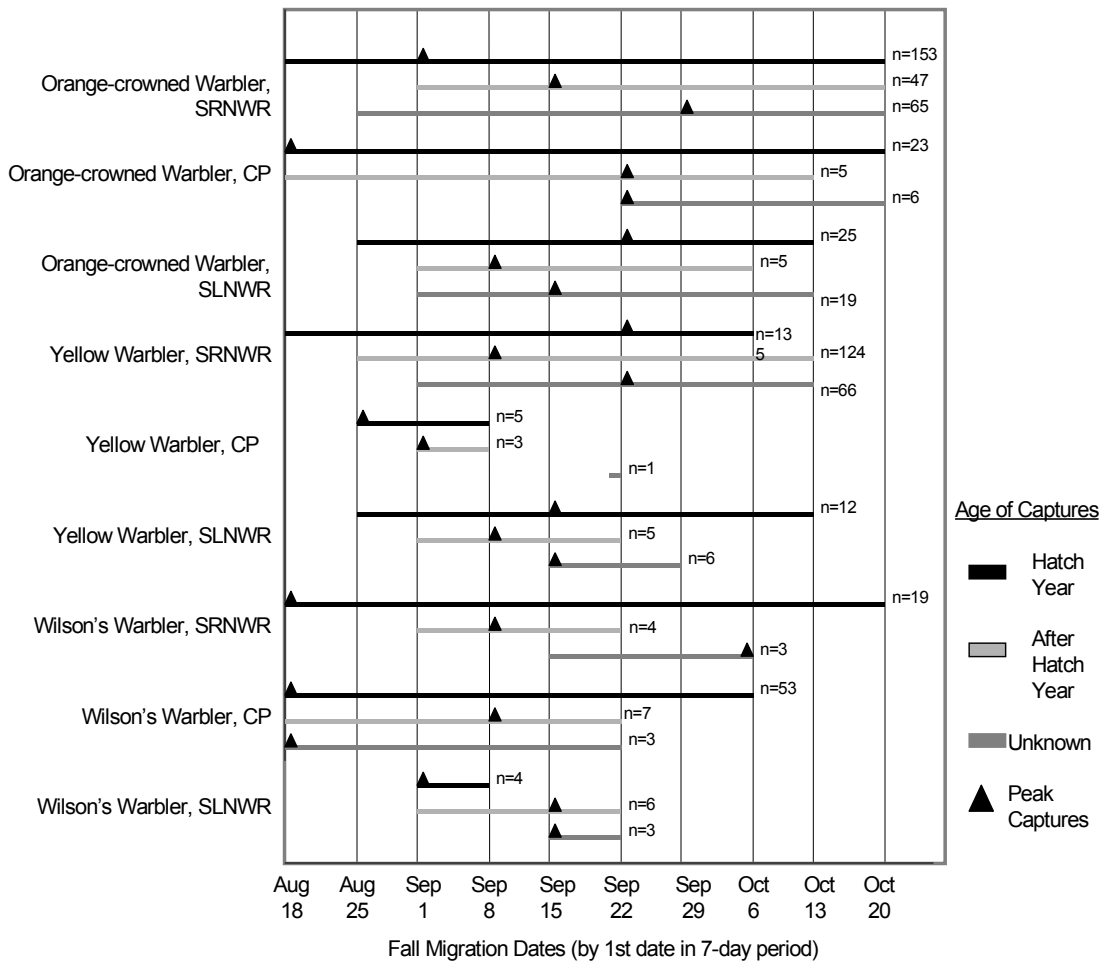 n=153
Orange-crowned Warbler,
SRNWR
n=47
n=65
n=23
Orange-crowned Warbler, CP
n=5
n=6
n=25
Orange-crowned Warbler,
SLNWR
n=5
n=19
n=13
5
Yellow Warbler, SRNWR
n=124
n=66
n=5
Yellow Warbler, CP
n=3
n=1
n=12
Yellow Warbler, SLNWR
n=5
n=6
n=19
Wilson's Warbler, SRNWR
n=4
n=3
n=53
Wilson's Warbler, CP
n=7
n=3
n=4
Wilson's Warbler, SLNWR
n=6
n=3
Age of Captures
Hatch
Year
After
Hatch
Year
Unknown
Peak
Captures
Aug Aug Sep Sep Sep Sep Sep Oct Oct Oct
18 25 1 8 15 22 29 6 13 20
Fall Migration Dates (by 1st date in 7-day period)